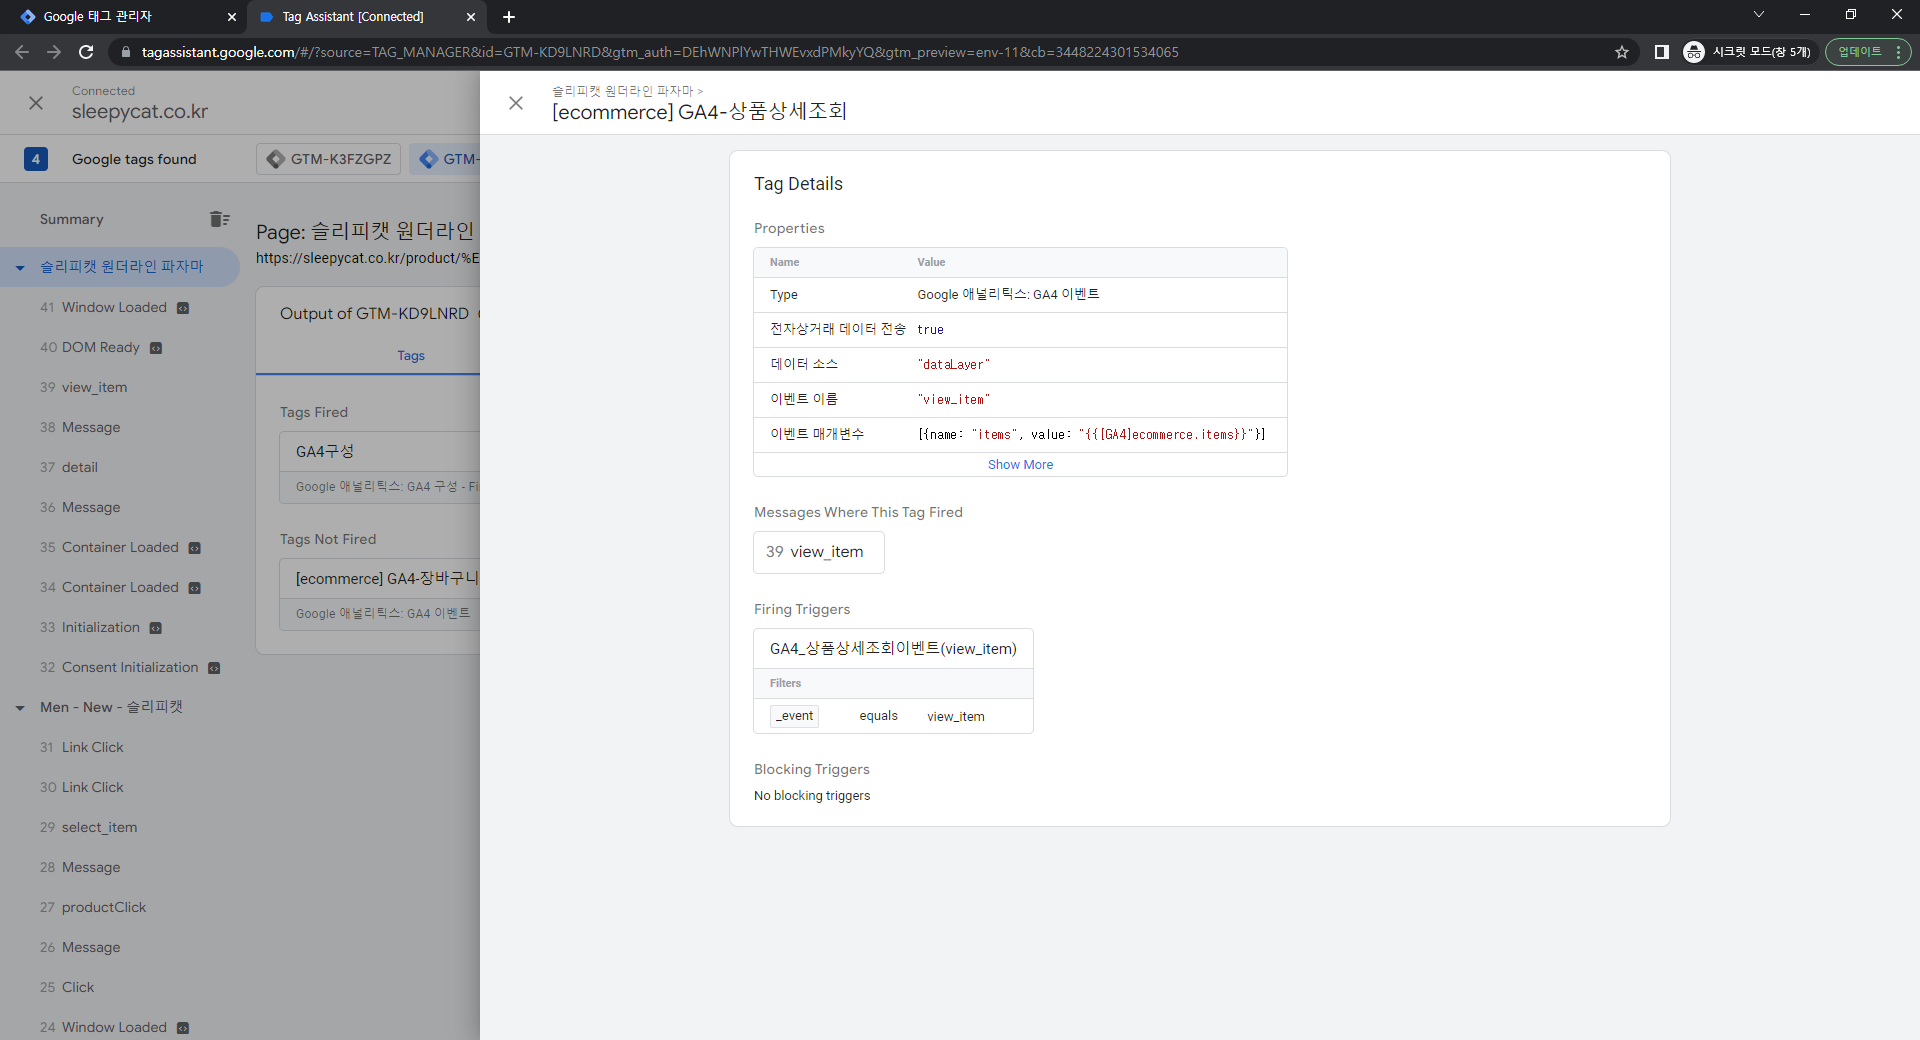 Google 태그 관리자
Tag Assistant [Connected]
tagassistant.google.com/#/?source=TAG_MANAGER&id=GTM-KD9LNRD&gtm_auth=DEhWNPlYwTHWEvxdPMkyYQ&gtm_preview=env-11&cb=3448224301534065
시크릿 모드(창 5개)
업데이트
Connected
sleepycat.co.kr
4
Google tags found
GTM-K3FZGPZ
GTM-
Summary
슬리피캣 원더라인 파자마
41 Window Loaded
40 DOM Ready
39 view_item
38 Message
37 detail
36 Message
35 Container Loaded
34 Container Loaded
33 Initialization
32 Consent Initialization
Men - New - 슬리피캣
31 Link Click
30 Link Click
29 select_item
28 Message
27 productClick
26 Message
25 Click
24 Window Loaded
Page: 슬리피캣 원더라인
https://sleepycat.co.kr/product/%E
Output of GTM-KD9LNRD
Tags
Tags Fired
GA4구성
Google 애널리틱스: GA4 구성 - Fi
Tags Not Fired
[ecommerce] GA4-장바구니
Google 애널리틱스: GA4 이벤트
슬리피캣 원더라인 파자마 >
[ecommerce] GA4-상품상세조회
Tag Details
Properties
Name Value
Type Google 애널리틱스: GA4 이벤트
전자상거래 데이터 전송 true
데이터 소스 "dataLayer"
이벤트 이름 "view_item"
이벤트 매개변수 [{name: "items", value: "{{[GA4]ecommerce.items}}"}]
Show More
Messages Where This Tag Fired
39 view_item
Firing Triggers
GA4_상품상세조회이벤트(view_item)
Filters
_event equals view_item
Blocking Triggers
No blocking triggers